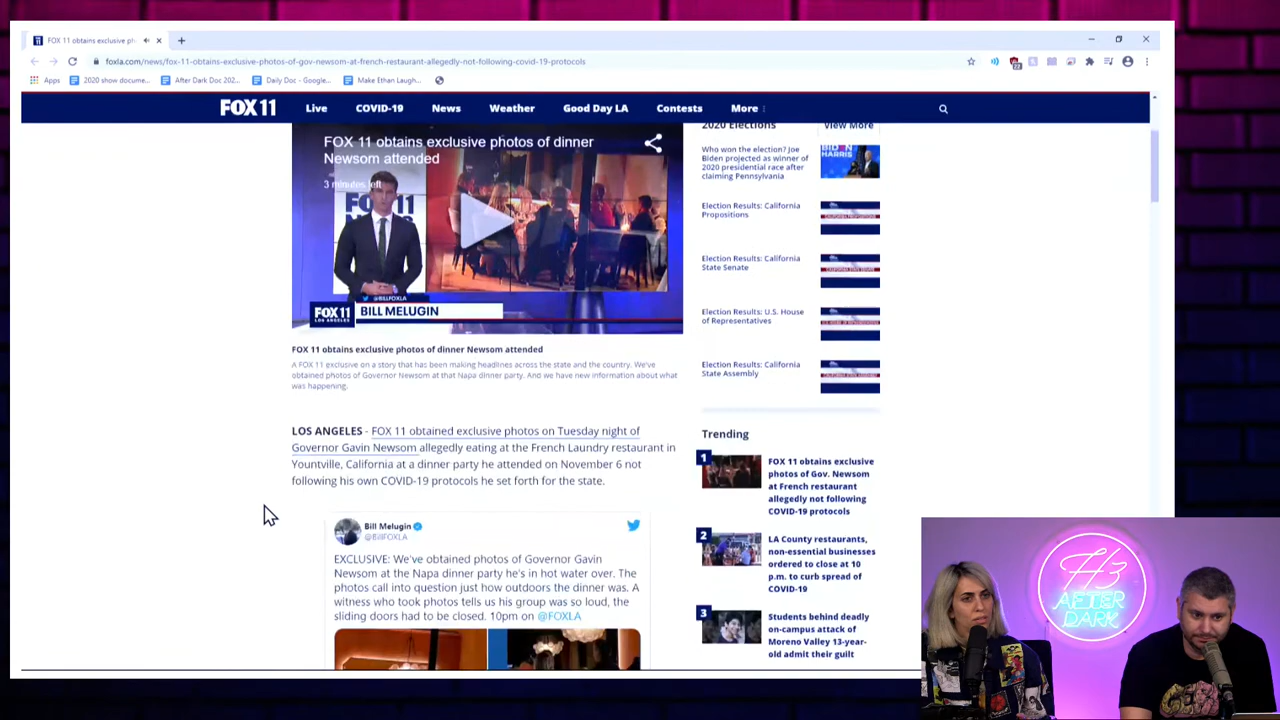 FOX 11 obtains exclusive ph
foxla.com/news/fox-11-obtains-exclusive-photos-of-gov-newsom-at-french-restaurant-allegedly-not-following-covid-19-protocols
Apps
2020 show docume...
After Dark Doc 202...
Daily Doc - Google...
Make Ethan Laugh...
FOX 11
Live
COVID-19
News
Weather
Good Day LA
Contests
More
FOX 11 obtains exclusive photos of dinner
Newsom attended
3 minutes left
FOX 11
@BILLFOXLA
FOX 11
LOS ANGELES
BILL MELUGIN
FOX 11 obtains exclusive photos of dinner Newsom attended
A FOX 11 exclusive on a story that has been making headlines across the state and the country. We've
obtained photos of Governor Newsom at that Napa dinner party. And we have new information about what
was happening.
LOS ANGELES - FOX 11 obtained exclusive photos on Tuesday night of
Governor Gavin Newsom allegedly eating at the French Laundry restaurant in
Yountville, California at a dinner party he attended on November 6 not
following his own COVID-19 protocols he set forth for the state.
Bill Melugin
@BillFOXLA
EXCLUSIVE: We've obtained photos of Governor Gavin
Newsom at the Napa dinner party he's in hot water over. The
photos call into question just how outdoors the dinner was. A
witness who took photos tells us his group was so loud, the
sliding doors had to be closed. 10pm on @FOXLA
2020 Elections
View More
Who won the election? Joe
Biden projected as winner of
2020 presidential race after
claiming Pennsylvania
HARRIS
Election Results: California
Propositions
Election Results: California
State Senate
Election Results: U.S. House
of Representatives
Election Results: California
State Assembly
Trending
1
FOX 11 obtains exclusive
photos of Gov. Newsom
at French restaurant
allegedly not following
COVID-19 protocols
2
LA County restaurants,
non-essential businesses
ordered to close at 10
p.m. to curb spread of
COVID-19
3
Students behind deadly
on-campus attack of
Moreno Valley 13-year-
old admit their guilt
H3
AFTER
DARK